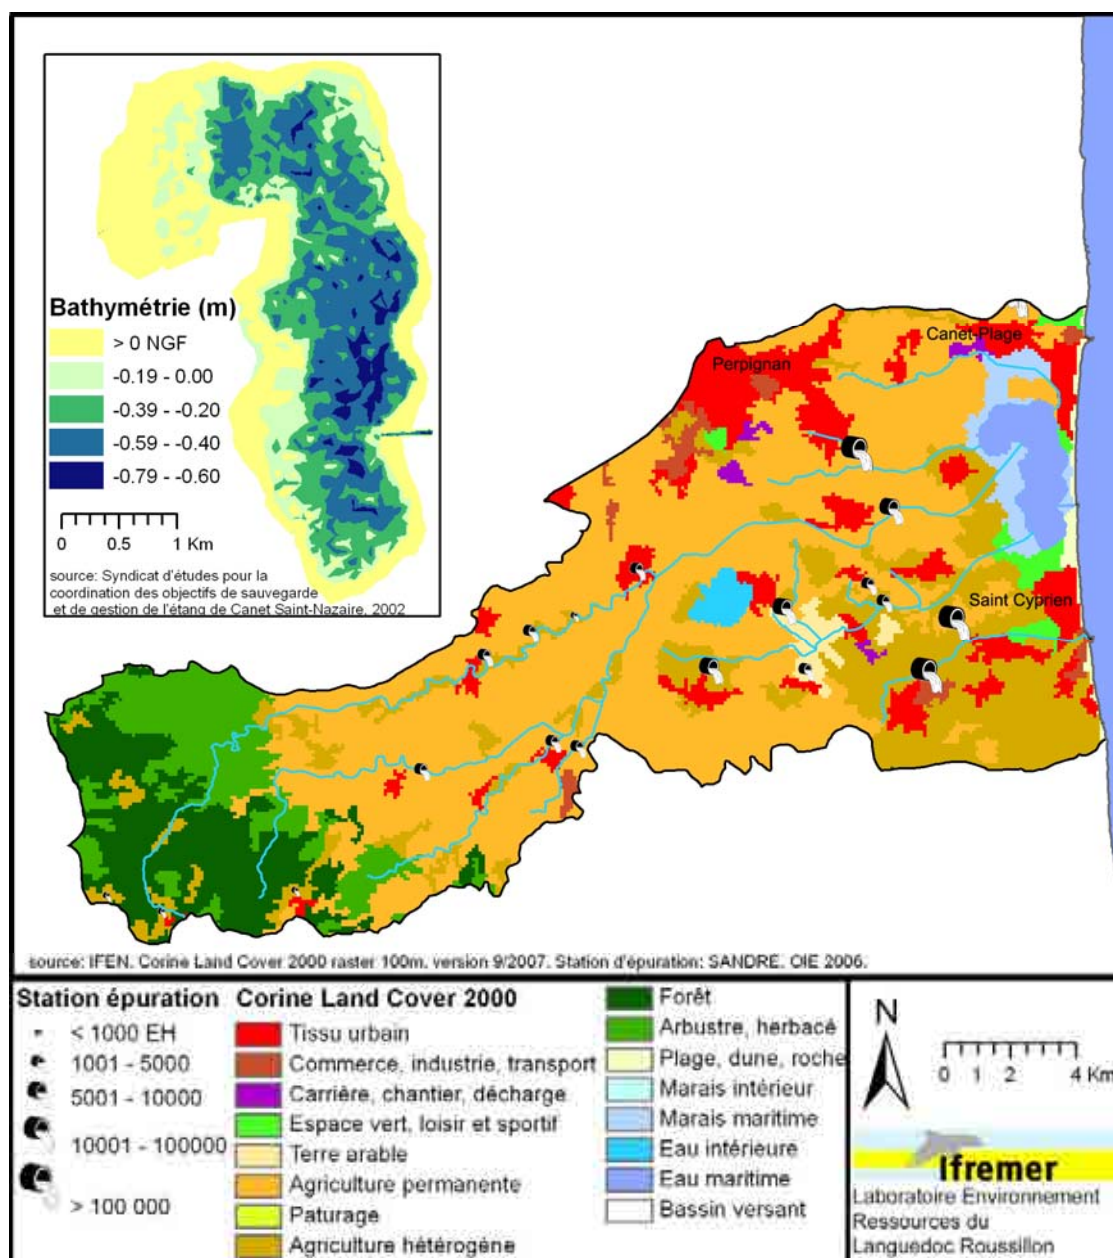 Bathymétrie (m)
> 0 NGF
-0.19 - 0.00
-0.39 - -0.20
-0.59 - -0.40
-0.79 - -0.60
0 0.5 1 Km
source: Syndicat d'études pour la
coordination des objectifs de sauvegarde
et de gestion de l'étang de Canet Saint-Nazaire, 2002
Canet-Plage
Perpignan
Saint Cyprien
source: IFEN, Corine Land Cover 2000 raster 100m, version 9/2007. Station d'épuration: SANDRE, OIE 2006.
Station épuration
< 1000 EH
1001 - 5000
5001 - 10000
10001 - 100000
> 100 000
Corine Land Cover 2000
Tissu urbain
Commerce, industrie, transport
Carrière, chantier, décharge
Espace vert, loisir et sportif
Terre arable
Agriculture permanente
Paturage
Agriculture hétérogène
Forêt
Arbustre, herbacé
Plage, dune, roche
Marais intérieur
Marais maritime
Eau intérieure
Eau maritime
Bassin versant
N
0 1 2 4 Km
Ifremer
Laboratoire Environnement
Ressources du
Languedoc Roussillon